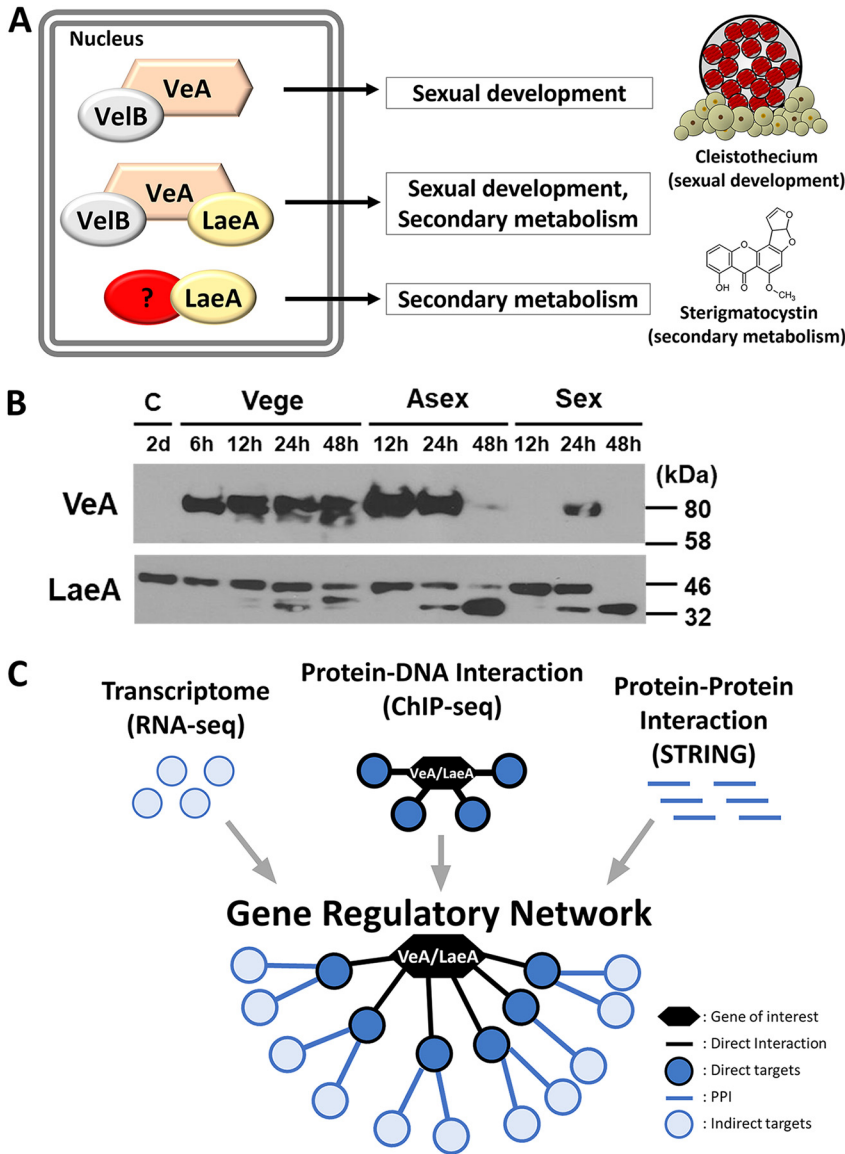 A
Nucleus
VeA
VelB
Sexual development
VeA
VelB
LaeA
Sexual development,
Secondary metabolism
?
LaeA
Secondary metabolism
Cleistothecium
(sexual development)
O
O
O
OH
O
O
CH3
Sterigmatocystin
(secondary metabolism)
B
C Vege Asex Sex
2d 6h 12h 24h 48h 12h 24h 48h 12h 24h 48h
(kDa)
VeA
80
58
LaeA
46
32
C
Transcriptome
(RNA-seq)
Protein-DNA Interaction
(ChIP-seq)
VeA/LaeA
Protein-Protein
Interaction
(STRING)
Gene Regulatory Network
VeA/LaeA
: Gene of interest
: Direct Interaction
: Direct targets
: PPI
: Indirect targets